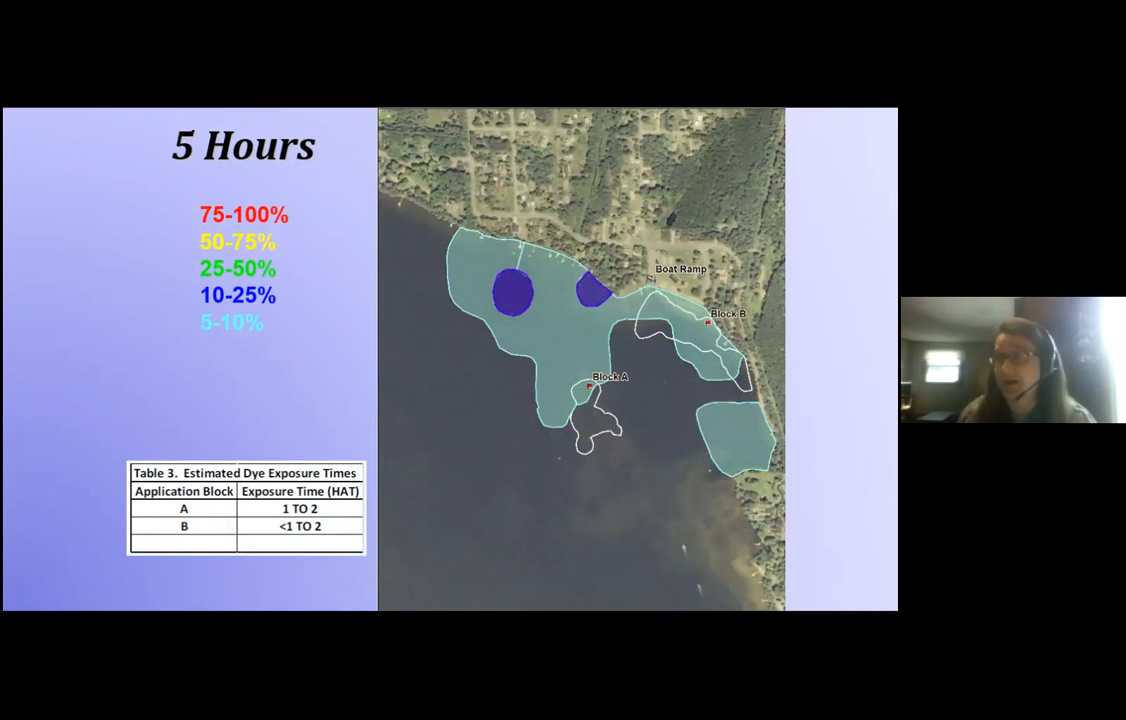 5 Hours
75-100%
50-75%
25-50%
10-25%
5-10%
Boat Ramp
Block B
Block A
Table 3. Estimated Dye Exposure Times
Application Block Exposure Time (HAT)
A 1 TO 2
B <1 TO 2